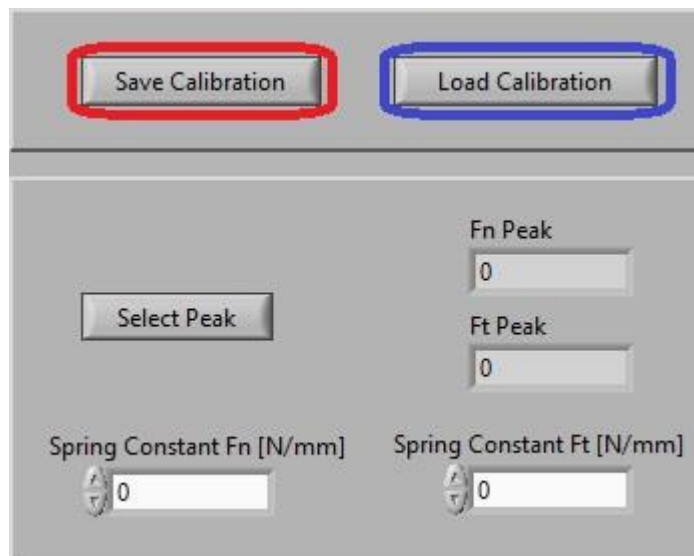 Save Calibration
Load Calibration
Fn Peak
0
Select Peak
Ft Peak
0
Spring Constant Fn [N/mm]
0
Spring Constant Ft [N/mm]
0